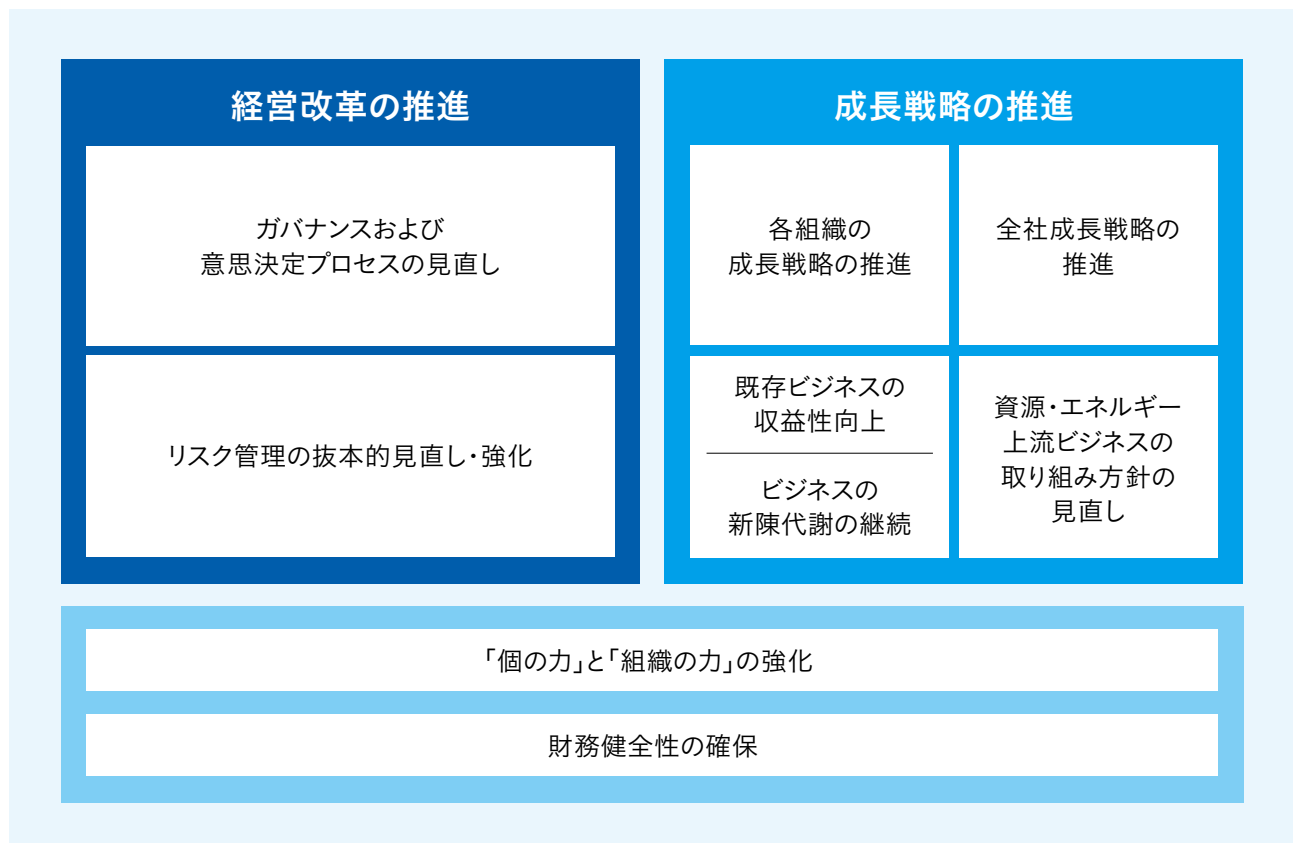 経営改革の推進
ガバナンスおよび
意思決定プロセスの見直し
リスク管理の抜本的見直し・強化
成長戦略の推進
各組織の
成長戦略の推進
全社成長戦略の
推進
既存ビジネスの
収益性向上
ビジネスの
新陳代謝の継続
資源・エネルギー
上流ビジネスの
取り組み方針の
見直し
「個の力」と「組織の力」の強化
財務健全性の確保